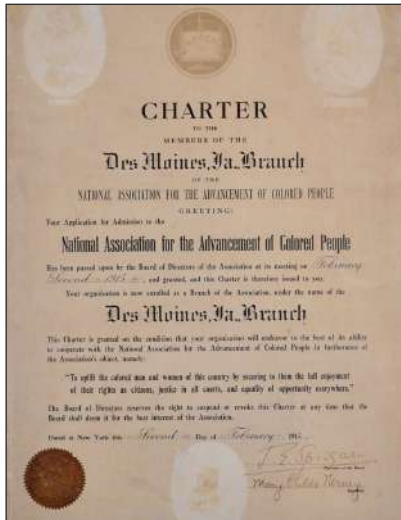 CHARTER
TO THE
MEMBERS OF THE
Des Moines, Ia., Branch
OF THE
NATIONAL ASSOCIATION FOR THE ADVANCEMENT OF COLORED PEOPLE
GREETING:
Your Application for Admission to the
National Association for the Advancement of Colored People
Has been passed upon by the Board of Directors of the Association at its meeting on February
Second 1915 and granted, and this Charter is therefore issued to you.
Your organization is now enrolled as a Branch of the Association, under the name of the
Des Moines, Ia., Branch
This Charter is granted on the condition that your organization will endeavor to the best of its ability
to cooperate with the National Association for the Advancement of Colored People in furtherance of
the Association's object, namely:
"To uplift the colored men and women of this country by securing to them the full enjoyment
of their rights as citizens, justice in all courts, and equality of opportunity everywhere."
The Board of Directors reserves the right to suspend or revoke this Charter at any time that the
Board shall deem it for the best interest of the Association.
Dated at New York this Second Day of February 1915
J. E. Spingarn
Mary Childs Nerney